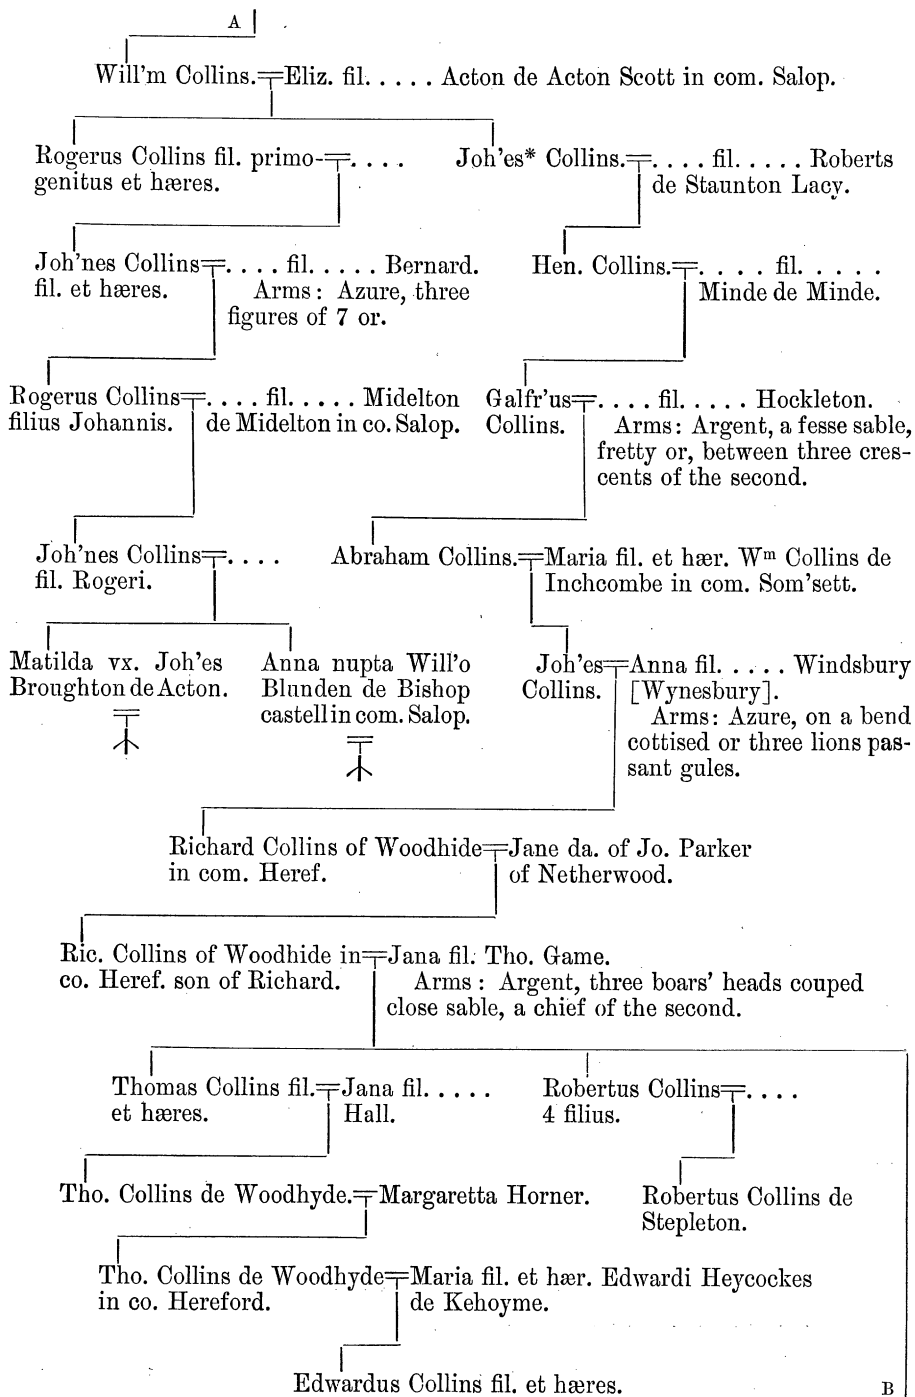 A
Will'm Collins.=Eliz. fil. . . . . Acton de Acton Scott in com. Salop.
Rogerus Collins fil. primo-=. . . .
genitus et hæres.
Joh'es* Collins.=. . . . fil. . . . . Roberts
de Staunton Lacy.
Joh'nes Collins=. . . . fil. . . . . Bernard.
fil. et hæres.
Arms: Azure, three
figures of 7 or.
Hen. Collins.=. . . . fil. . . . .
Minde de Minde.
Rogerus Collins=. . . . fil. . . . . Midelton
filius Johannis.
de Midelton in co. Salop.
Galfr'us=. . . . fil. . . . . Hockleton.
Collins.
Arms: Argent, a fesse sable,
fretty or, between three cres-
cents of the second.
Joh'nes Collins=. . . .
fil. Rogeri.
Abraham Collins.=Maria fil. et hær. Wᵐ Collins de
Inchcombe in com. Som'sett.
Matilda vx. Joh'es
Broughton de Acton.
Anna nupta Will'o
Blunden de Bishop
castell in com. Salop.
Joh'es=Anna fil. . . . . Windsbury
Collins.
[Wynesbury].
Arms: Azure, on a bend
cottised or three lions pas-
sant gules.
Richard Collins of Woodhide=Jane da. of Jo. Parker
in com. Heref.
of Netherwood.
Ric. Collins of Woodhide in=Jana fil. Tho. Game.
co. Heref. son of Richard.
Arms: Argent, three boars' heads couped
close sable, a chief of the second.
Thomas Collins fil.=Jana fil. . . . .
et hæres.
Hall.
Robertus Collins=. . . .
4 filius.
Tho. Collins de Woodhyde.=Margaretta Horner.
Robertus Collins de
Stepleton.
Tho. Collins de Woodhyde=Maria fil. et hær. Edwardi Heycockes
in co. Hereford.
de Kehoyme.
Edwardus Collins fil. et hæres.
B